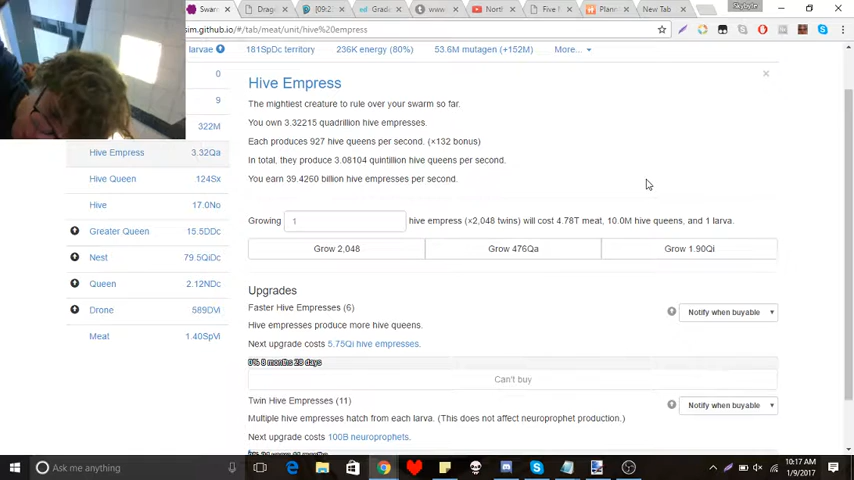 Swarm
Drag
[09:2
Grad
www
North
Five
Plann
New Tab
Skybyte
sim.github.io/#/tab/meat/unit/hive%20empress
larvae
181SpDc territory
236K energy (80%)
53.6M mutagen (+152M)
More...
0
9
322M
Hive Empress 3.32Qa
Hive Queen 124Sx
Hive 17.0No
Greater Queen 15.5DDc
Nest 79.5QiDc
Queen 2.12NDc
Drone 589DVi
Meat 1.40SpVi
Hive Empress
The mightiest creature to rule over your swarm so far.
You own 3.32215 quadrillion hive empresses.
Each produces 927 hive queens per second. (×132 bonus)
In total, they produce 3.08104 quintillion hive queens per second.
You earn 39.4260 billion hive empresses per second.
Growing 1 hive empress (×2,048 twins) will cost 4.78T meat, 10.0M hive queens, and 1 larva.
Grow 2,048
Grow 476Qa
Grow 1.90Qi
Upgrades
Faster Hive Empresses (6)
Notify when buyable
Hive empresses produce more hive queens.
Next upgrade costs 5.75Qi hive empresses.
0% 8 months 28 days
Can't buy
Twin Hive Empresses (11)
Notify when buyable
Multiple hive empresses hatch from each larva. (This does not affect neuroprophet production.)
Next upgrade costs 100B neuroprophets.
Ask me anything
10:17 AM
1/9/2017